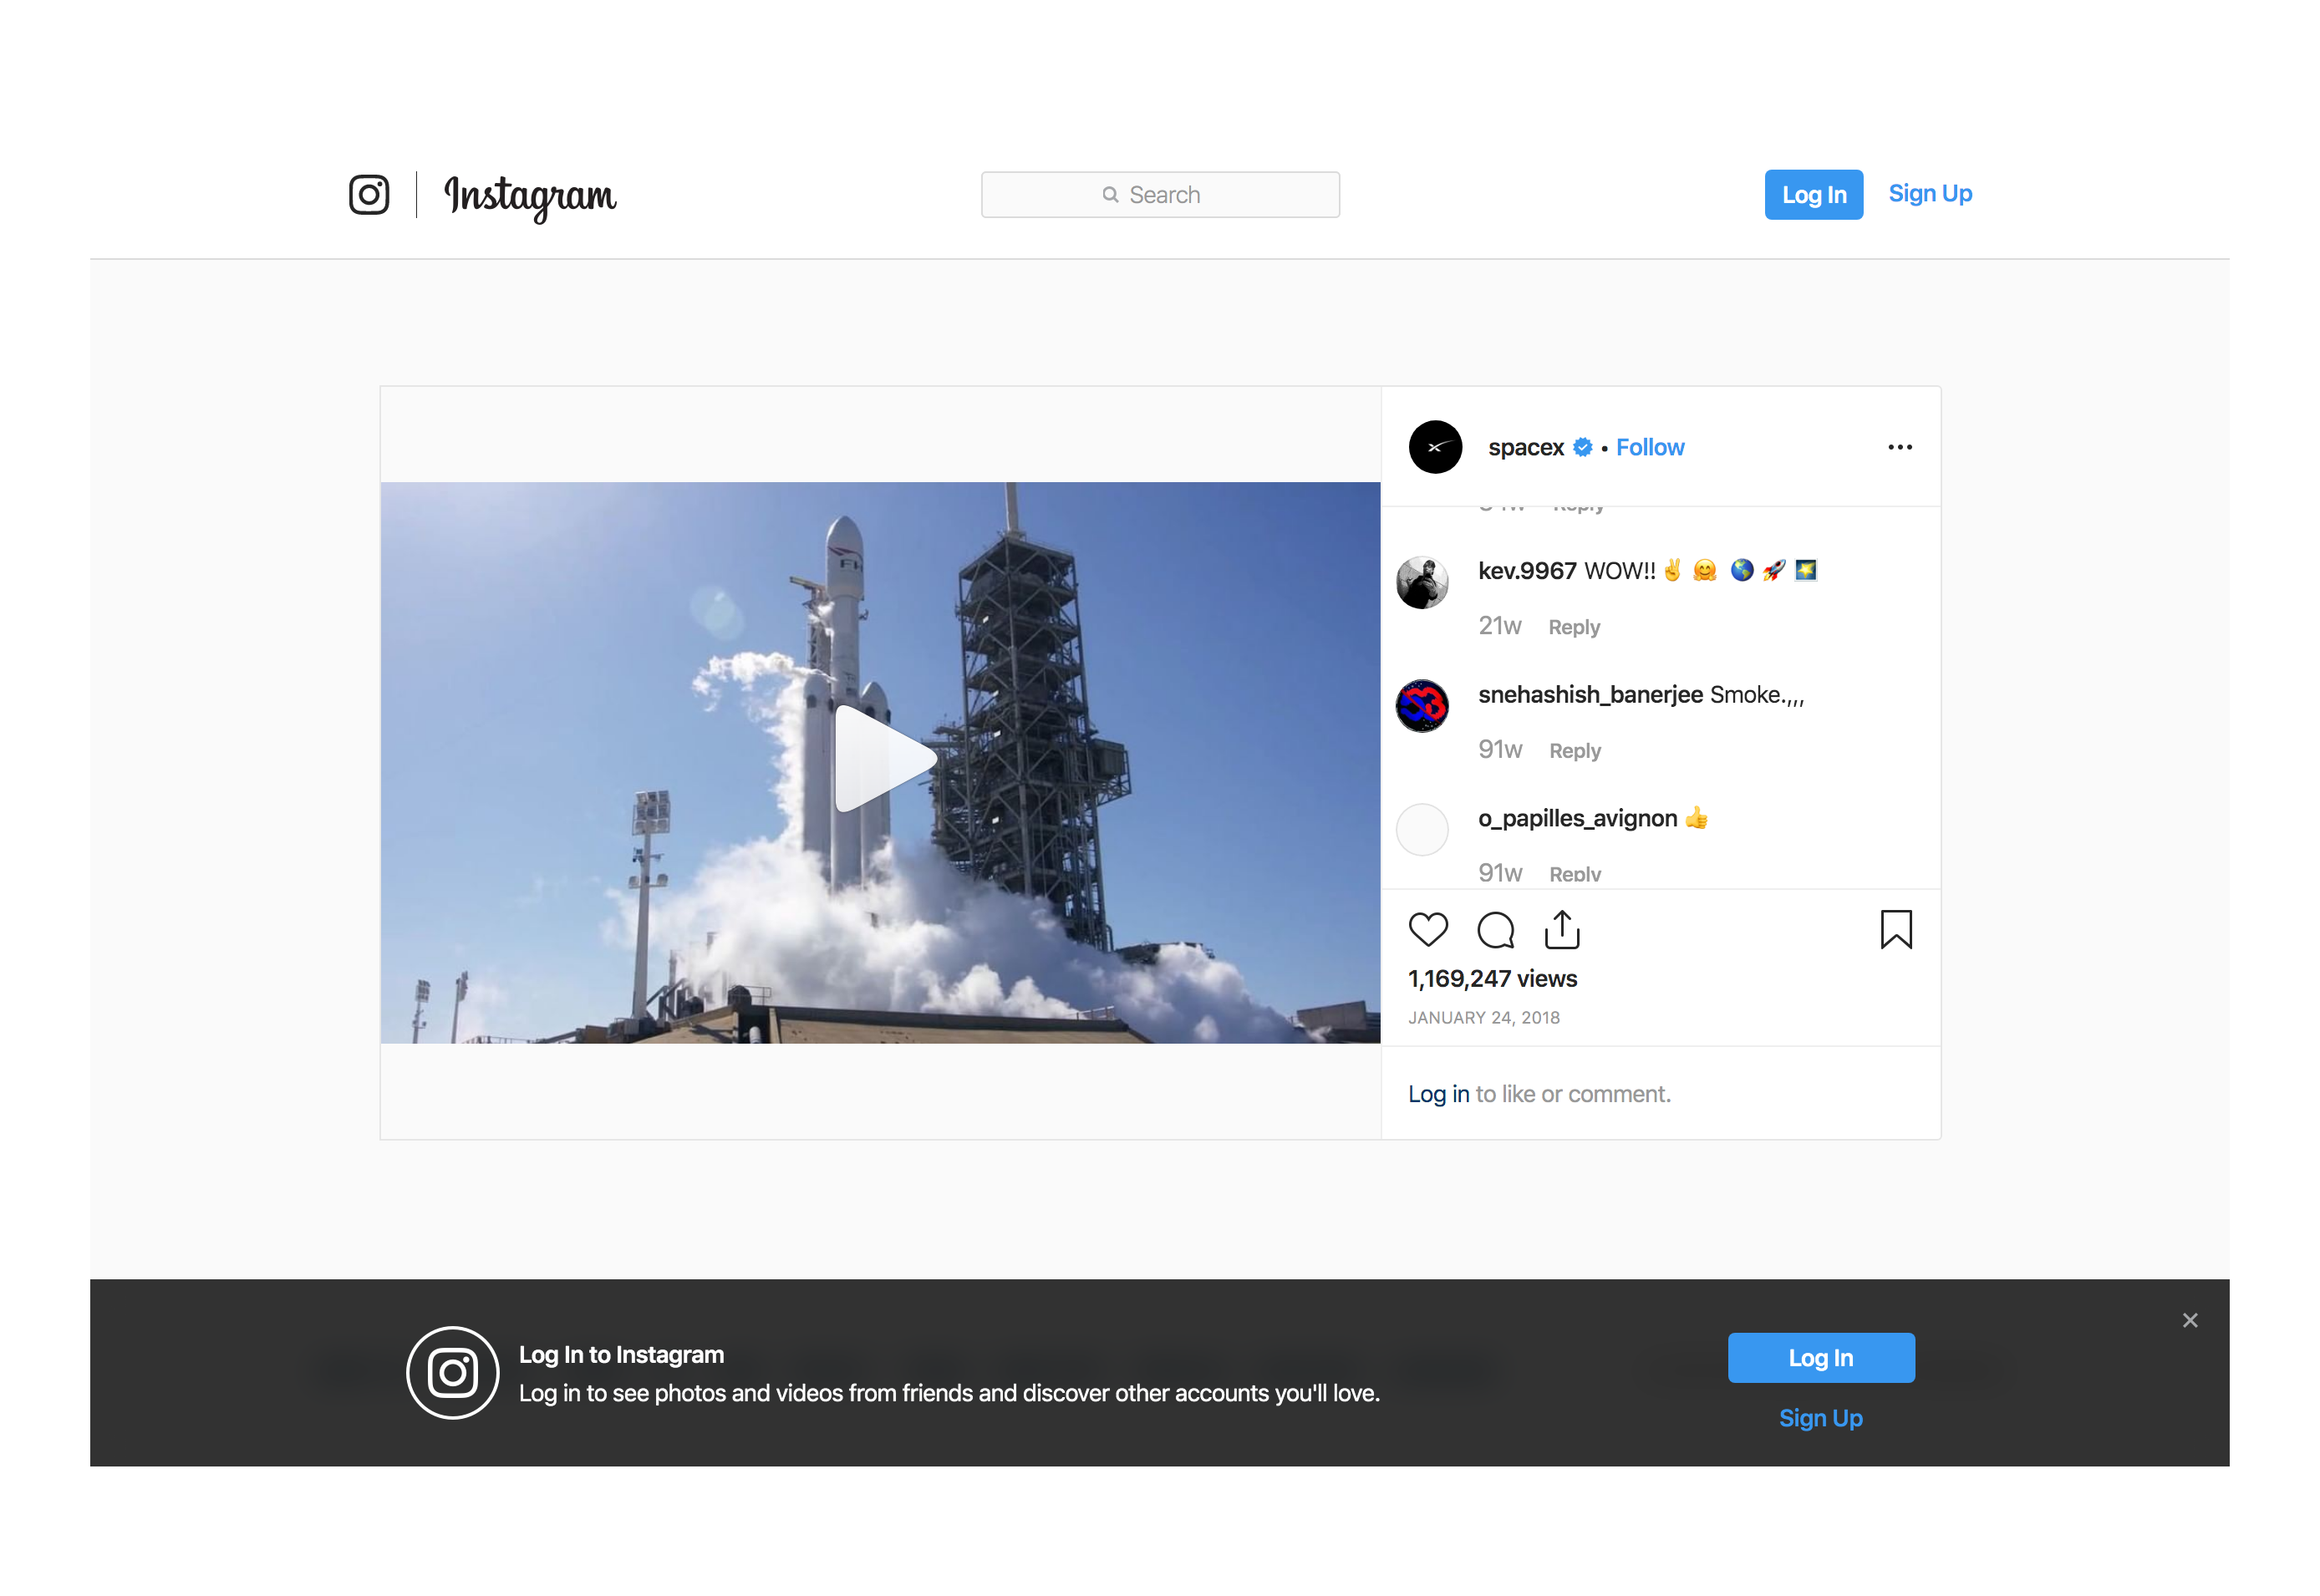 Instagram
Search
Log In
Sign Up
spacex • Follow
Reply
kev.9967 WOW!!✌️🤗 🌎🚀🌠
21w Reply
snehashish_banerjee Smoke.,,,
91w Reply
o_papilles_avignon 👍
91w Reply
1,169,247 views
JANUARY 24, 2018
Log in to like or comment.
FH
Log In to Instagram
Log in to see photos and videos from friends and discover other accounts you'll love.
Log In
Sign Up